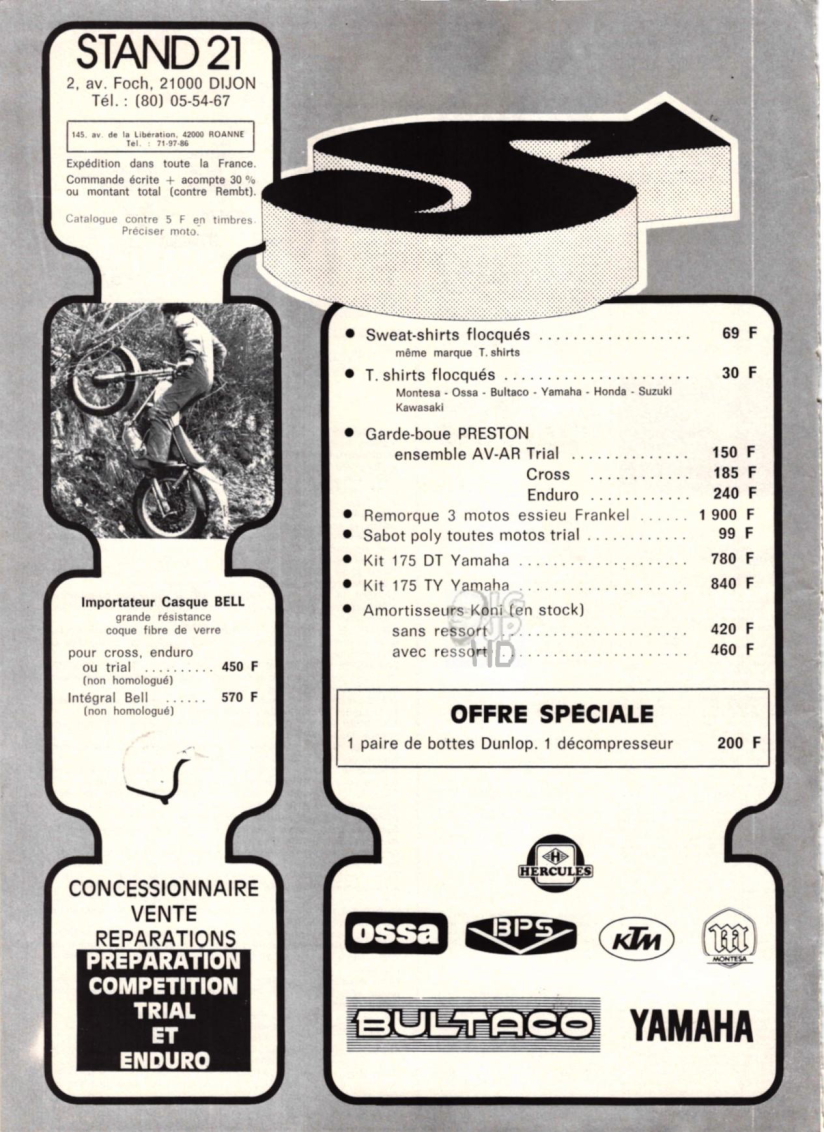 STAND 21
2, av. Foch, 21000 DIJON
Tél. : (80) 05-54-67
145, av. de la Libération, 42000 ROANNE
Tel. : 71-97-86
Expédition dans toute la France.
Commande écrite + acompte 30 %
ou montant total (contre Rembt).
Catalogue contre 5 F en timbres.
Préciser moto.
Importateur Casque BELL
grande résistance
coque fibre de verre
pour cross, enduro
ou trial .......... 450 F
(non homologué)
Intégral Bell ...... 570 F
(non homologué)
CONCESSIONNAIRE
VENTE
REPARATIONS
PREPARATION
COMPETITION
TRIAL
ET
ENDURO
• Sweat-shirts flocqués .................. 69 F
même marque T. shirts
• T. shirts flocqués ...................... 30 F
Montesa - Ossa - Bultaco - Yamaha - Honda - Suzuki
Kawasaki
• Garde-boue PRESTON
ensemble AV-AR Trial .............. 150 F
Cross ............ 185 F
Enduro ............ 240 F
• Remorque 3 motos essieu Frankel ...... 1 900 F
• Sabot poly toutes motos trial ............ 99 F
• Kit 175 DT Yamaha .................... 780 F
• Kit 175 TY Yamaha .................... 840 F
• Amortisseurs Koni (en stock)
sans ressort ...................... 420 F
avec ressort ...................... 460 F
OFFRE SPÉCIALE
1 paire de bottes Dunlop. 1 décompresseur 200 F
H
HERCULES
OSSA
BPS
KTM
M
MONTESA
BULTACO
YAMAHA